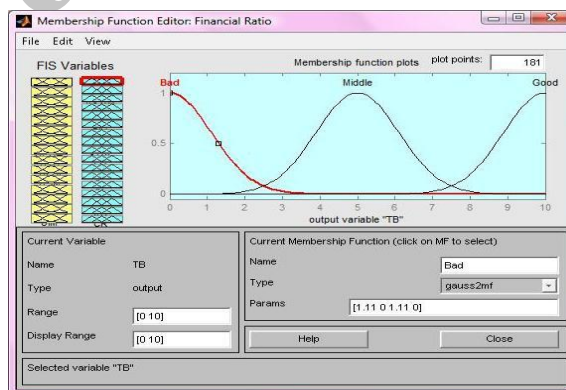 Membership Function Editor: Financial Ratio
File Edit View
FIS Variables
Membership function plots plot points: 181
Bad Middle Good
1
0.5
0
0 1 2 3 4 5 6 7 8 9 10
output variable "TB"
CR
Current Variable
Name TB
Type output
Range [0 10]
Display Range [0 10]
Current Membership Function (click on MF to select)
Name Bad
Type gauss2mf
Params [1.11 0 1.11 0]
Help Close
Selected variable "TB"